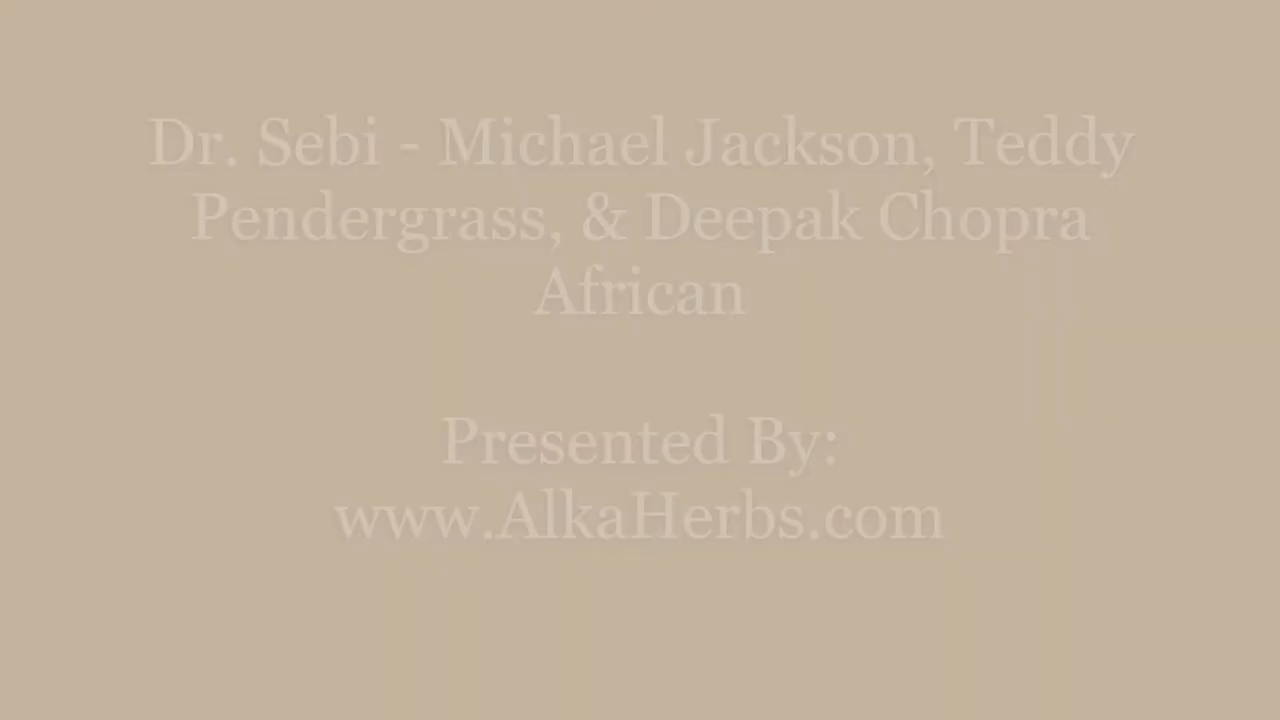 Dr. Sebi - Michael Jackson, Teddy
Pendergrass, & Deepak Chopra
African
Presented By:
www.AlkaHerbs.com